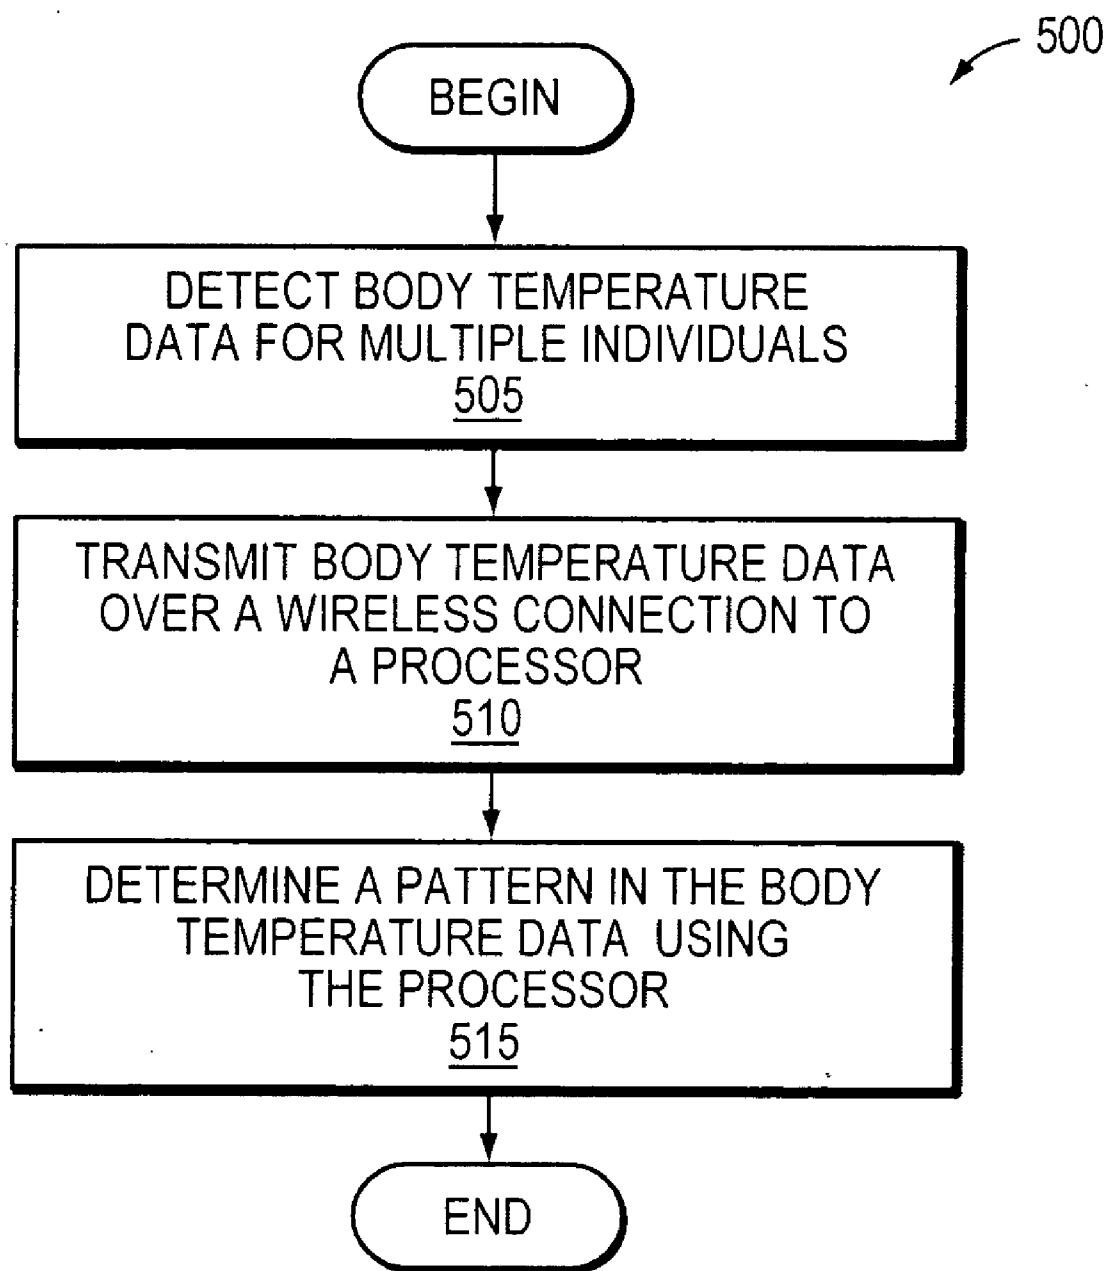 500
BEGIN
DETECT BODY TEMPERATURE
DATA FOR MULTIPLE INDIVIDUALS
505
TRANSMIT BODY TEMPERATURE DATA
OVER A WIRELESS CONNECTION TO
A PROCESSOR
510
DETERMINE A PATTERN IN THE BODY
TEMPERATURE DATA USING
THE PROCESSOR
515
END